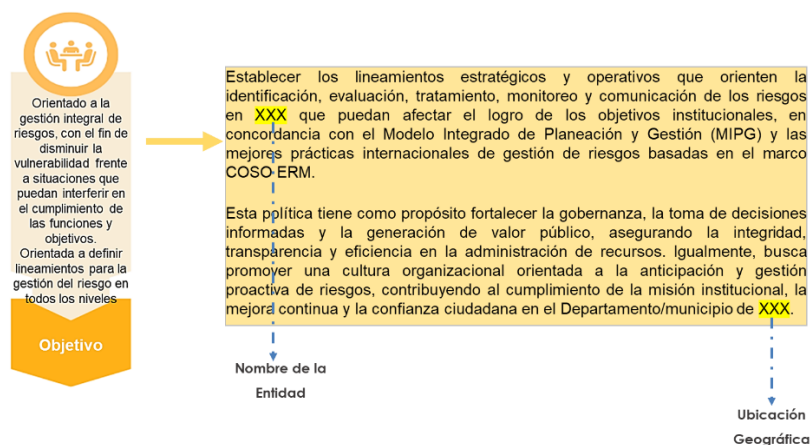 Orientado a la
gestión integral de
riesgos, con el fin de
disminuir la
vulnerabilidad frente
a situaciones que
puedan interferir en
el cumplimiento de
las funciones y
objetivos.
Orientada a definir
lineamientos para la
gestión del riesgo en
todos los niveles
Objetivo
Establecer los lineamientos estratégicos y operativos que orienten la
identificación, evaluación, tratamiento, monitoreo y comunicación de los riesgos
en XXX que puedan afectar el logro de los objetivos institucionales, en
concordancia con el Modelo Integrado de Planeación y Gestión (MIPG) y las
mejores prácticas internacionales de gestión de riesgos basadas en el marco
COSO ERM.
Esta política tiene como propósito fortalecer la gobernanza, la toma de decisiones
informadas y la generación de valor público, asegurando la integridad,
transparencia y eficiencia en la administración de recursos. Igualmente, busca
promover una cultura organizacional orientada a la anticipación y gestión
proactiva de riesgos, contribuyendo al cumplimiento de la misión institucional, la
mejora continua y la confianza ciudadana en el Departamento/municipio de XXX.
Nombre de la
Entidad
Ubicación
Geográfica